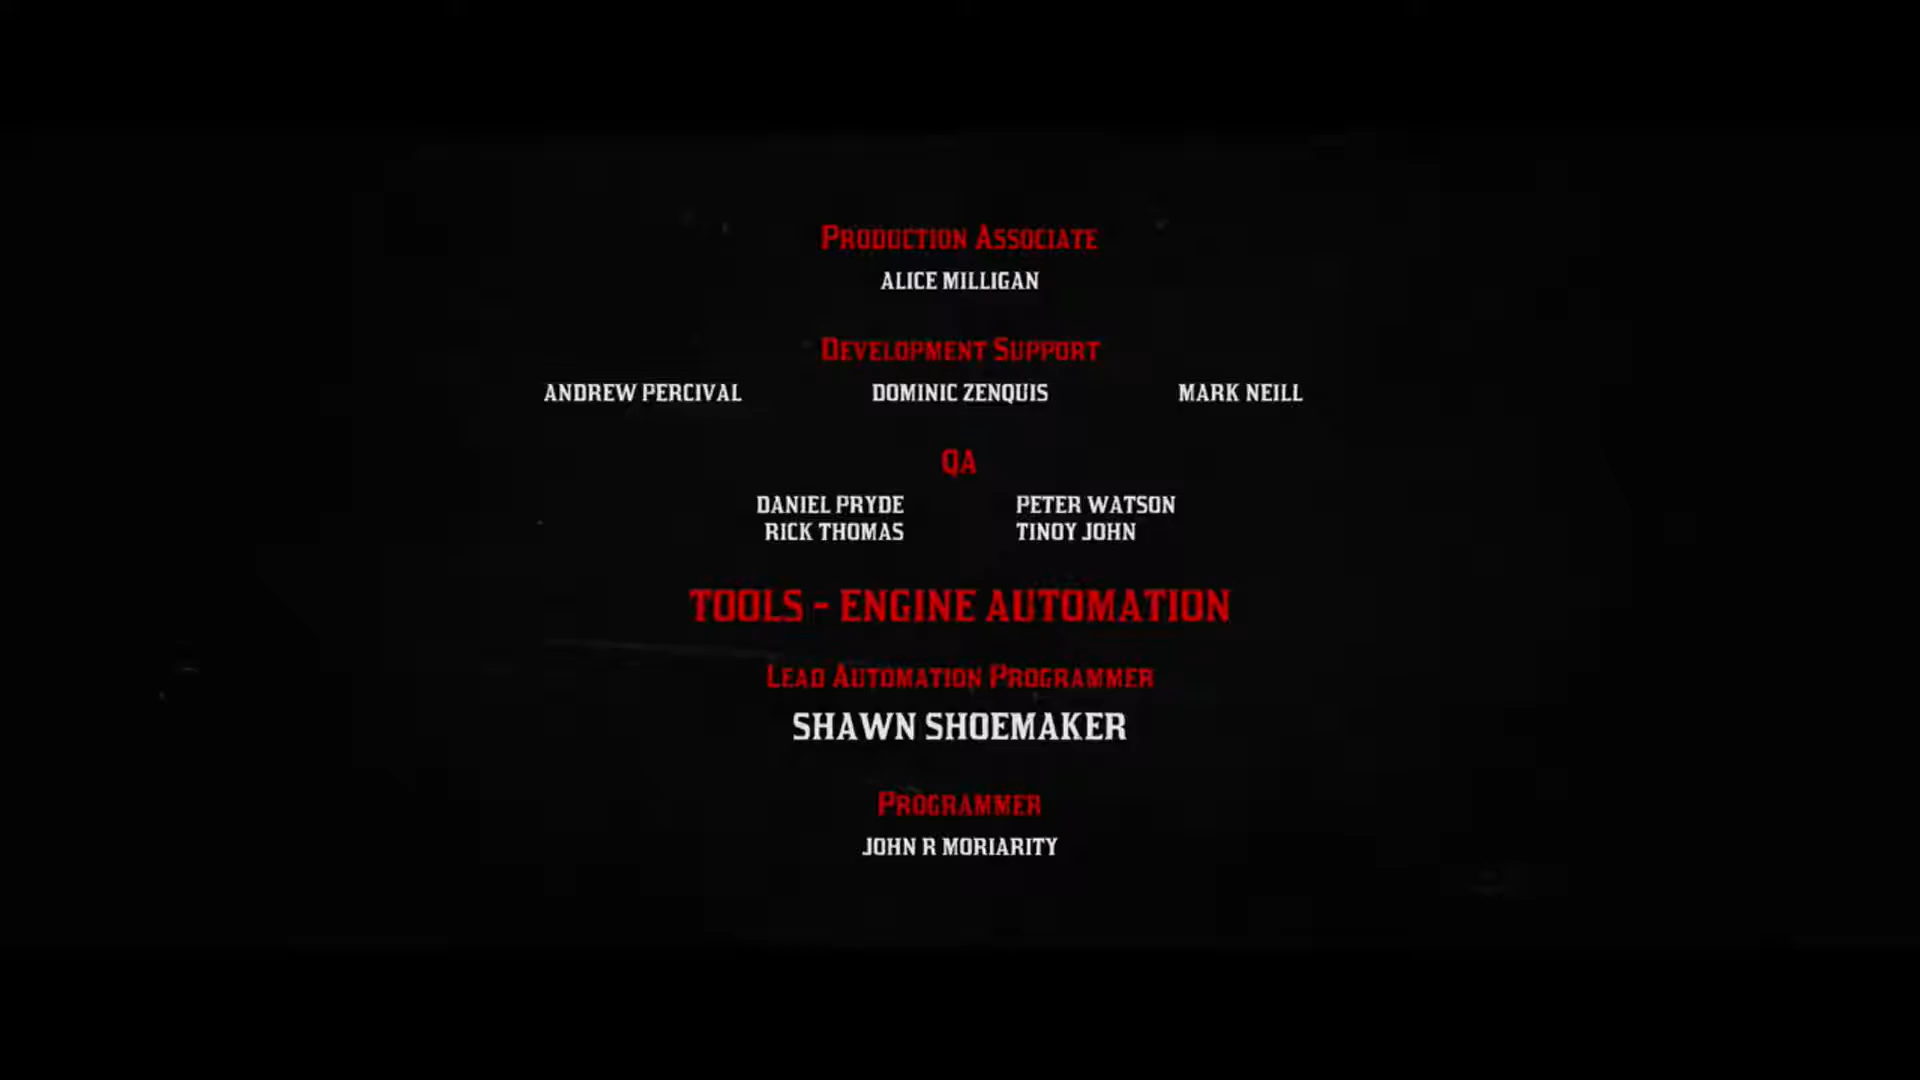 Production Associate
ALICE MILLIGAN
Development Support
ANDREW PERCIVAL DOMINIC ZENQUIS MARK NEILL
QA
DANIEL PRYDE PETER WATSON
RICK THOMAS TINOY JOHN
TOOLS - ENGINE AUTOMATION
Lead Automation Programmer
SHAWN SHOEMAKER
Programmer
JOHN R MORIARITY